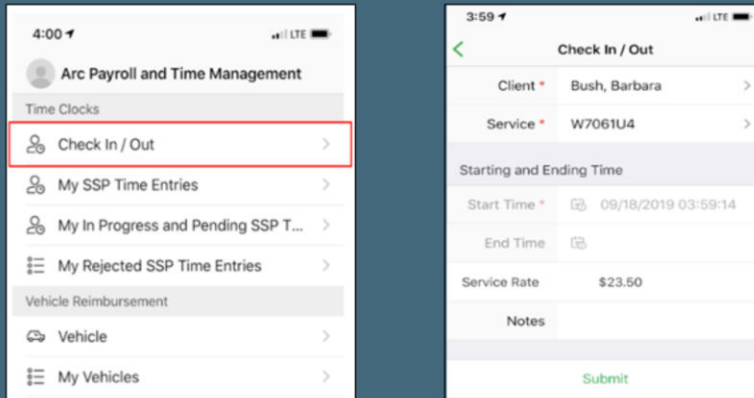 4:00
LTE
Arc Payroll and Time Management
Time Clocks
Check In / Out
My SSP Time Entries
My In Progress and Pending SSP T...
My Rejected SSP Time Entries
Vehicle Reimbursement
Vehicle
My Vehicles
3:59
LTE
Check In / Out
Client * Bush, Barbara
Service * W7061U4
Starting and Ending Time
Start Time * 09/18/2019 03:59:14
End Time
Service Rate $23.50
Notes
Submit